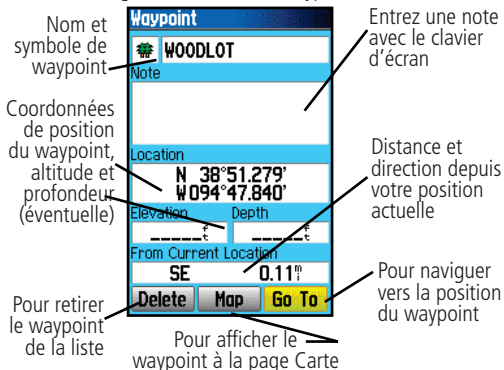 Waypoint
Nom et
symbole de
waypoint
WOODLOT
Entrez une note
avec le clavier
d'écran
Note
Coordonnées
de position
du waypoint,
altitude et
profondeur
(éventuelle)
Location
N 38°51.279'
W094°47.840'
Distance et
direction depuis
votre position
actuelle
Elevation Depth
_____ft _____ft
From Current Location
SE 0.11mi
Delete Map Go To
Pour naviguer
vers la position
du waypoint
Pour retirer
le waypoint
de la liste
Pour afficher le
waypoint à la page Carte